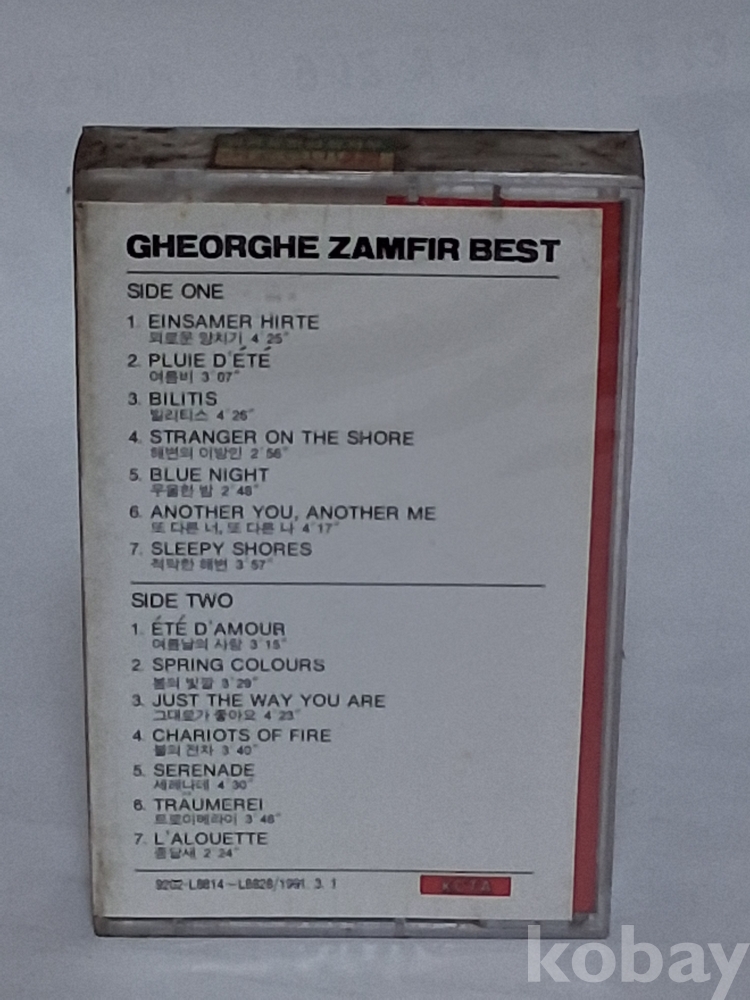 GHEORGHE ZAMFIR BEST
SIDE ONE
1. EINSAMER HIRTE
외로운 양치기 4'25"
2. PLUIE D'ÉTÉ
여름비 3'07"
3. BILITIS
빌리티스 4'26"
4. STRANGER ON THE SHORE
해변의 이방인 2'56"
5. BLUE NIGHT
우울한 밤 2'48"
6. ANOTHER YOU, ANOTHER ME
또 다른 너, 또 다른 나 4'17"
7. SLEEPY SHORES
적막한 해변 3'57"
SIDE TWO
1. ÉTÉ D'AMOUR
여름날의 사랑 3'15"
2. SPRING COLOURS
봄의 빛깔 3'29"
3. JUST THE WAY YOU ARE
그대로가 좋아요 4'23"
4. CHARIOTS OF FIRE
불의 전차 3'40"
5. SERENADE
세레나데 4'30"
6. TRÄUMEREI
트로이메라이 3'46"
7. L'ALOUETTE
종달새 2'34"
9202-L8814~L8826/1991. 3. 1
KOTA
kobay